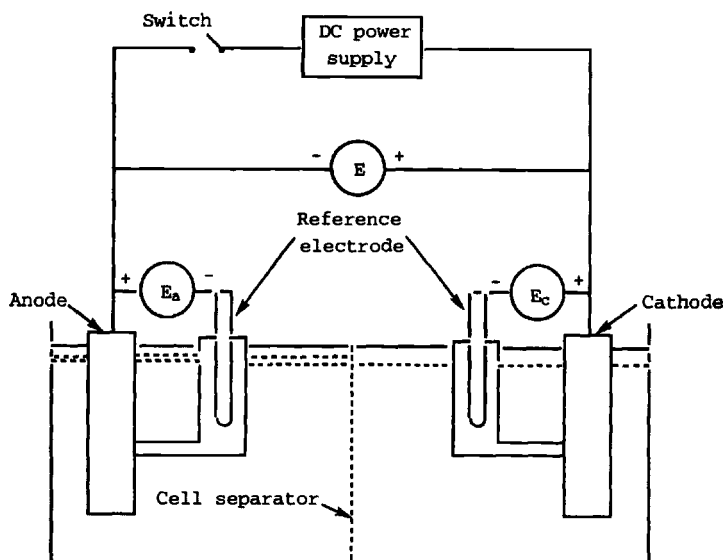 Switch
DC power
supply
- E +
Reference
electrode
+ Ea -
- Ec +
Anode
Cathode
Cell separator